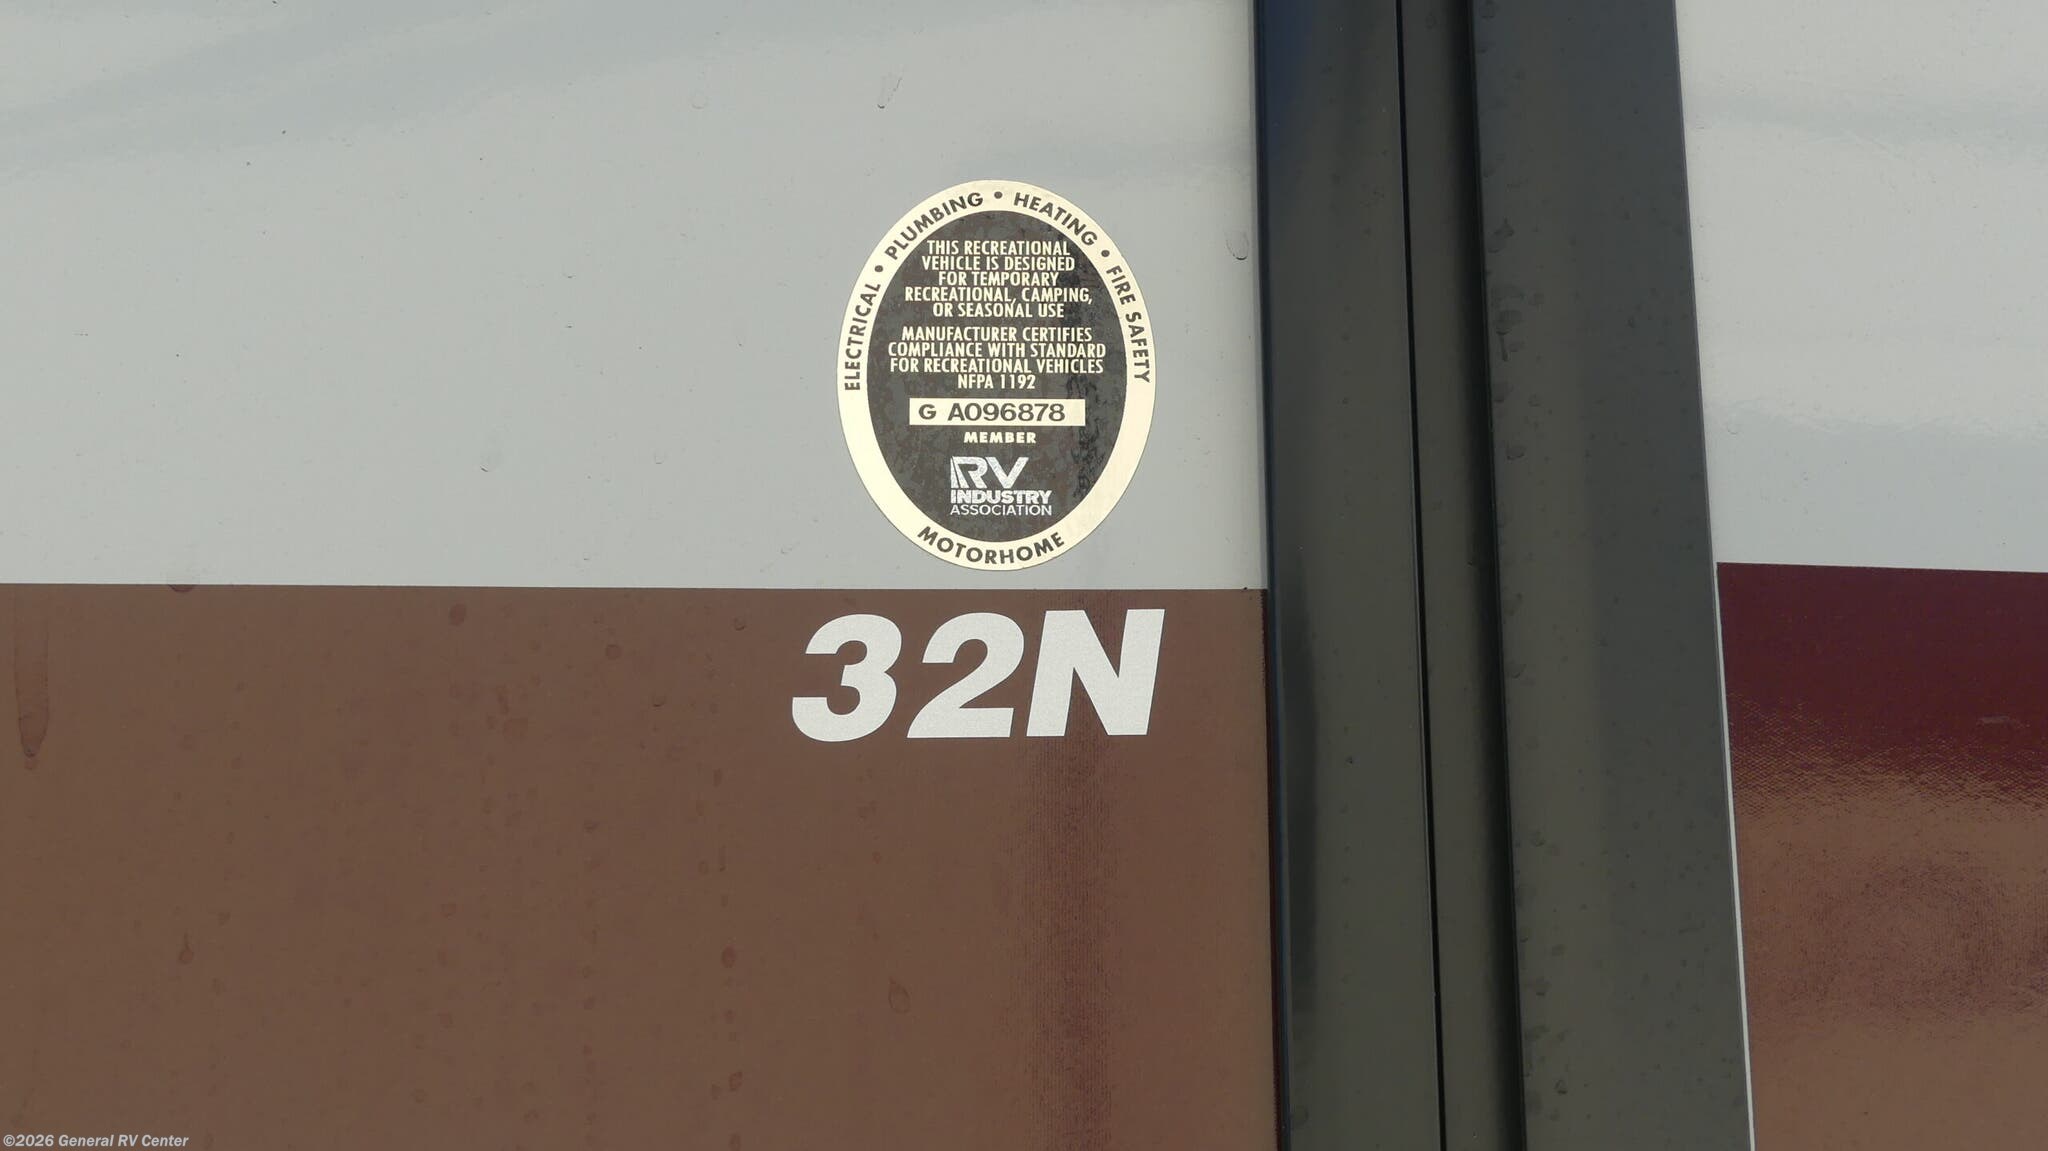 ELECTRICAL • PLUMBING • HEATING • FIRE SAFETY
THIS RECREATIONAL
VEHICLE IS DESIGNED
FOR TEMPORARY
RECREATIONAL, CAMPING,
OR SEASONAL USE
MANUFACTURER CERTIFIES
COMPLIANCE WITH STANDARD
FOR RECREATIONAL VEHICLES
NFPA 1192
G A096878
MEMBER
RV
INDUSTRY
ASSOCIATION
MOTORHOME
32N
©2026 General RV Center